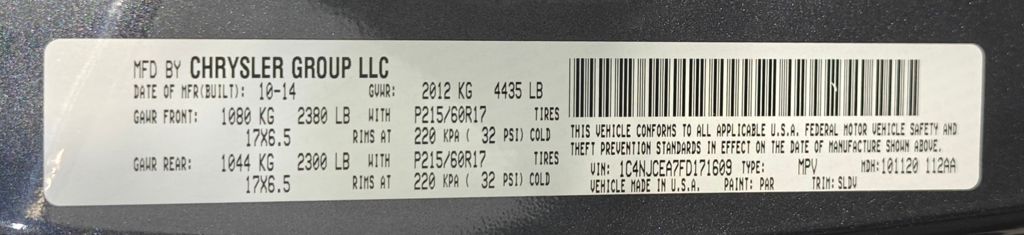 MFD BY CHRYSLER GROUP LLC
DATE OF MFR(BUILT): 10-14 GVWR: 2012 KG 4435 LB
GAWR FRONT: 1080 KG 2380 LB WITH P215/60R17 TIRES
17X6.5 RIMS AT 220 KPA ( 32 PSI) COLD
GAWR REAR: 1044 KG 2300 LB WITH P215/60R17 TIRES
17X6.5 RIMS AT 220 KPA ( 32 PSI) COLD
THIS VEHICLE CONFORMS TO ALL APPLICABLE U.S.A. FEDERAL MOTOR VEHICLE SAFETY AND
THEFT PREVENTION STANDARDS IN EFFECT ON THE DATE OF MANUFACTURE SHOWN ABOVE.
VIN: 1C4NJCEA7FD171609 TYPE: MPV MDH: 101120 112AA
VEHICLE MADE IN U.S.A. PAINT: PAR TRIM: SLDV